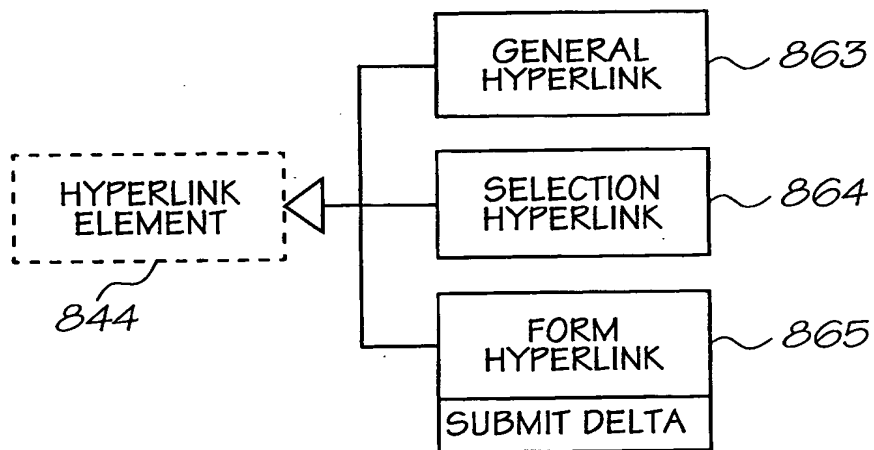 GENERAL
HYPERLINK
863
HYPERLINK
ELEMENT
844
SELECTION
HYPERLINK
864
FORM
HYPERLINK
865
SUBMIT DELTA